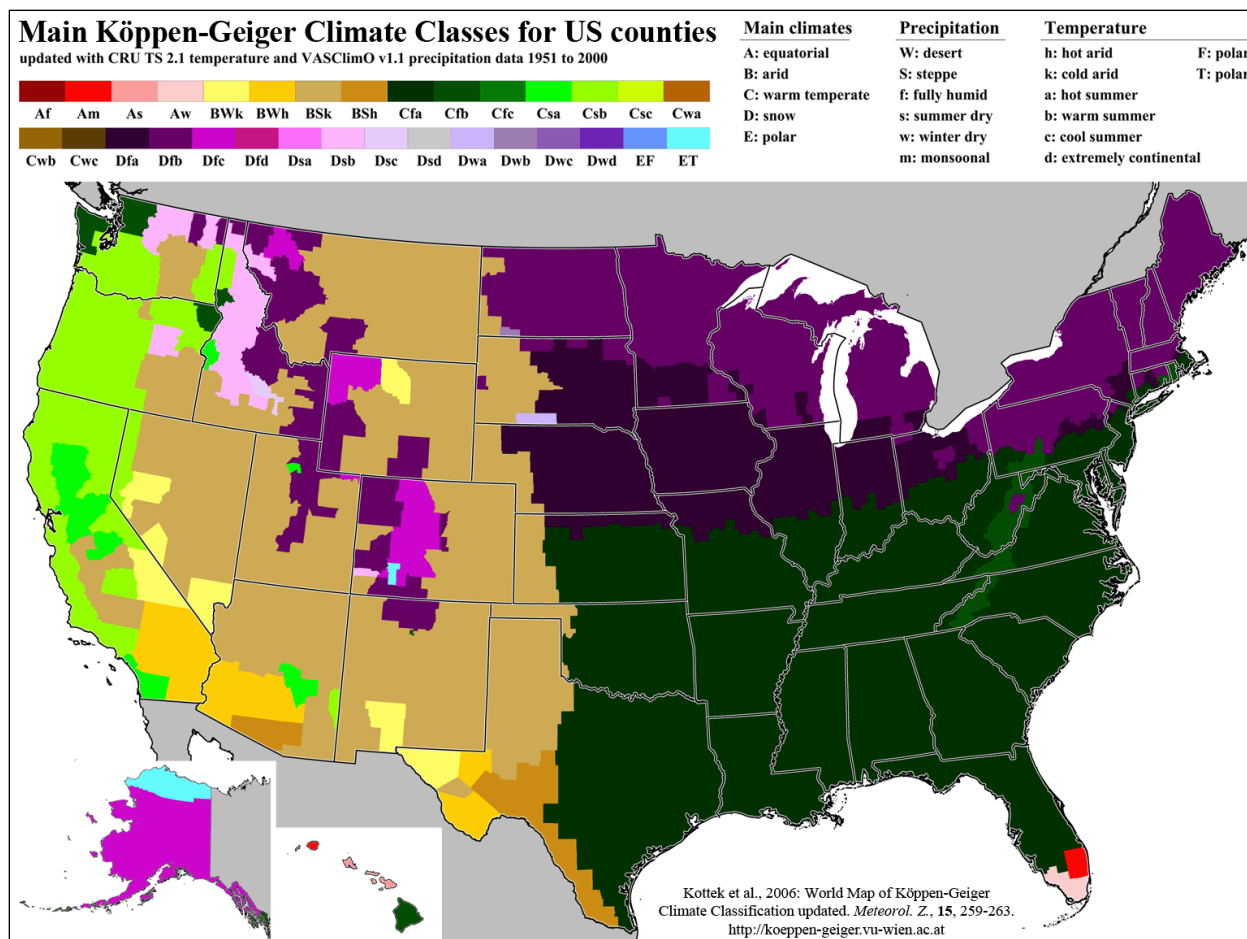 Main Köppen-Geiger Climate Classes for US counties
updated with CRU TS 2.1 temperature and VASClimO v1.1 precipitation data 1951 to 2000
Af Am As Aw BWk BWh BSk BSh Cfa Cfb Cfc Csa Csb Csc Cwa
Cwb Cwc Dfa Dfb Dfc Dfd Dsa Dsb Dsc Dsd Dwa Dwb Dwc Dwd EF ET
Main climates
A: equatorial
B: arid
C: warm temperate
D: snow
E: polar
Precipitation
W: desert
S: steppe
f: fully humid
s: summer dry
w: winter dry
m: monsoonal
Temperature
h: hot arid
k: cold arid
a: hot summer
b: warm summer
c: cool summer
d: extremely continental
F: polar
T: polar
Kottek et al., 2006: World Map of Köppen-Geiger
Climate Classification updated. Meteorol. Z., 15, 259-263.
http://koeppen-geiger.vu-wien.ac.at